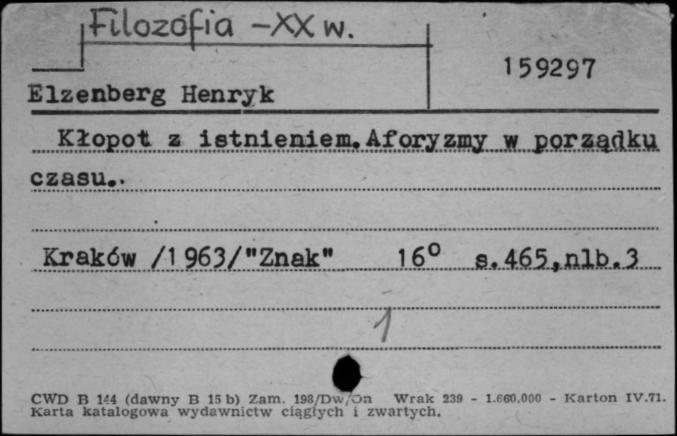 Filozofia - XX w.
159297
Elzenberg Henryk
Kłopot z istnieniem. Aforyzmy w porządku
czasu..
Kraków /1963/"Znak" 16° s.465,nlb.3
1
CWD B 144 (dawny B 15 b) Zam. 198/Dw/On Wrak 239 - 1.660.000 - Karton IV.71.
Karta katalogowa wydawnictw ciągłych i zwartych.